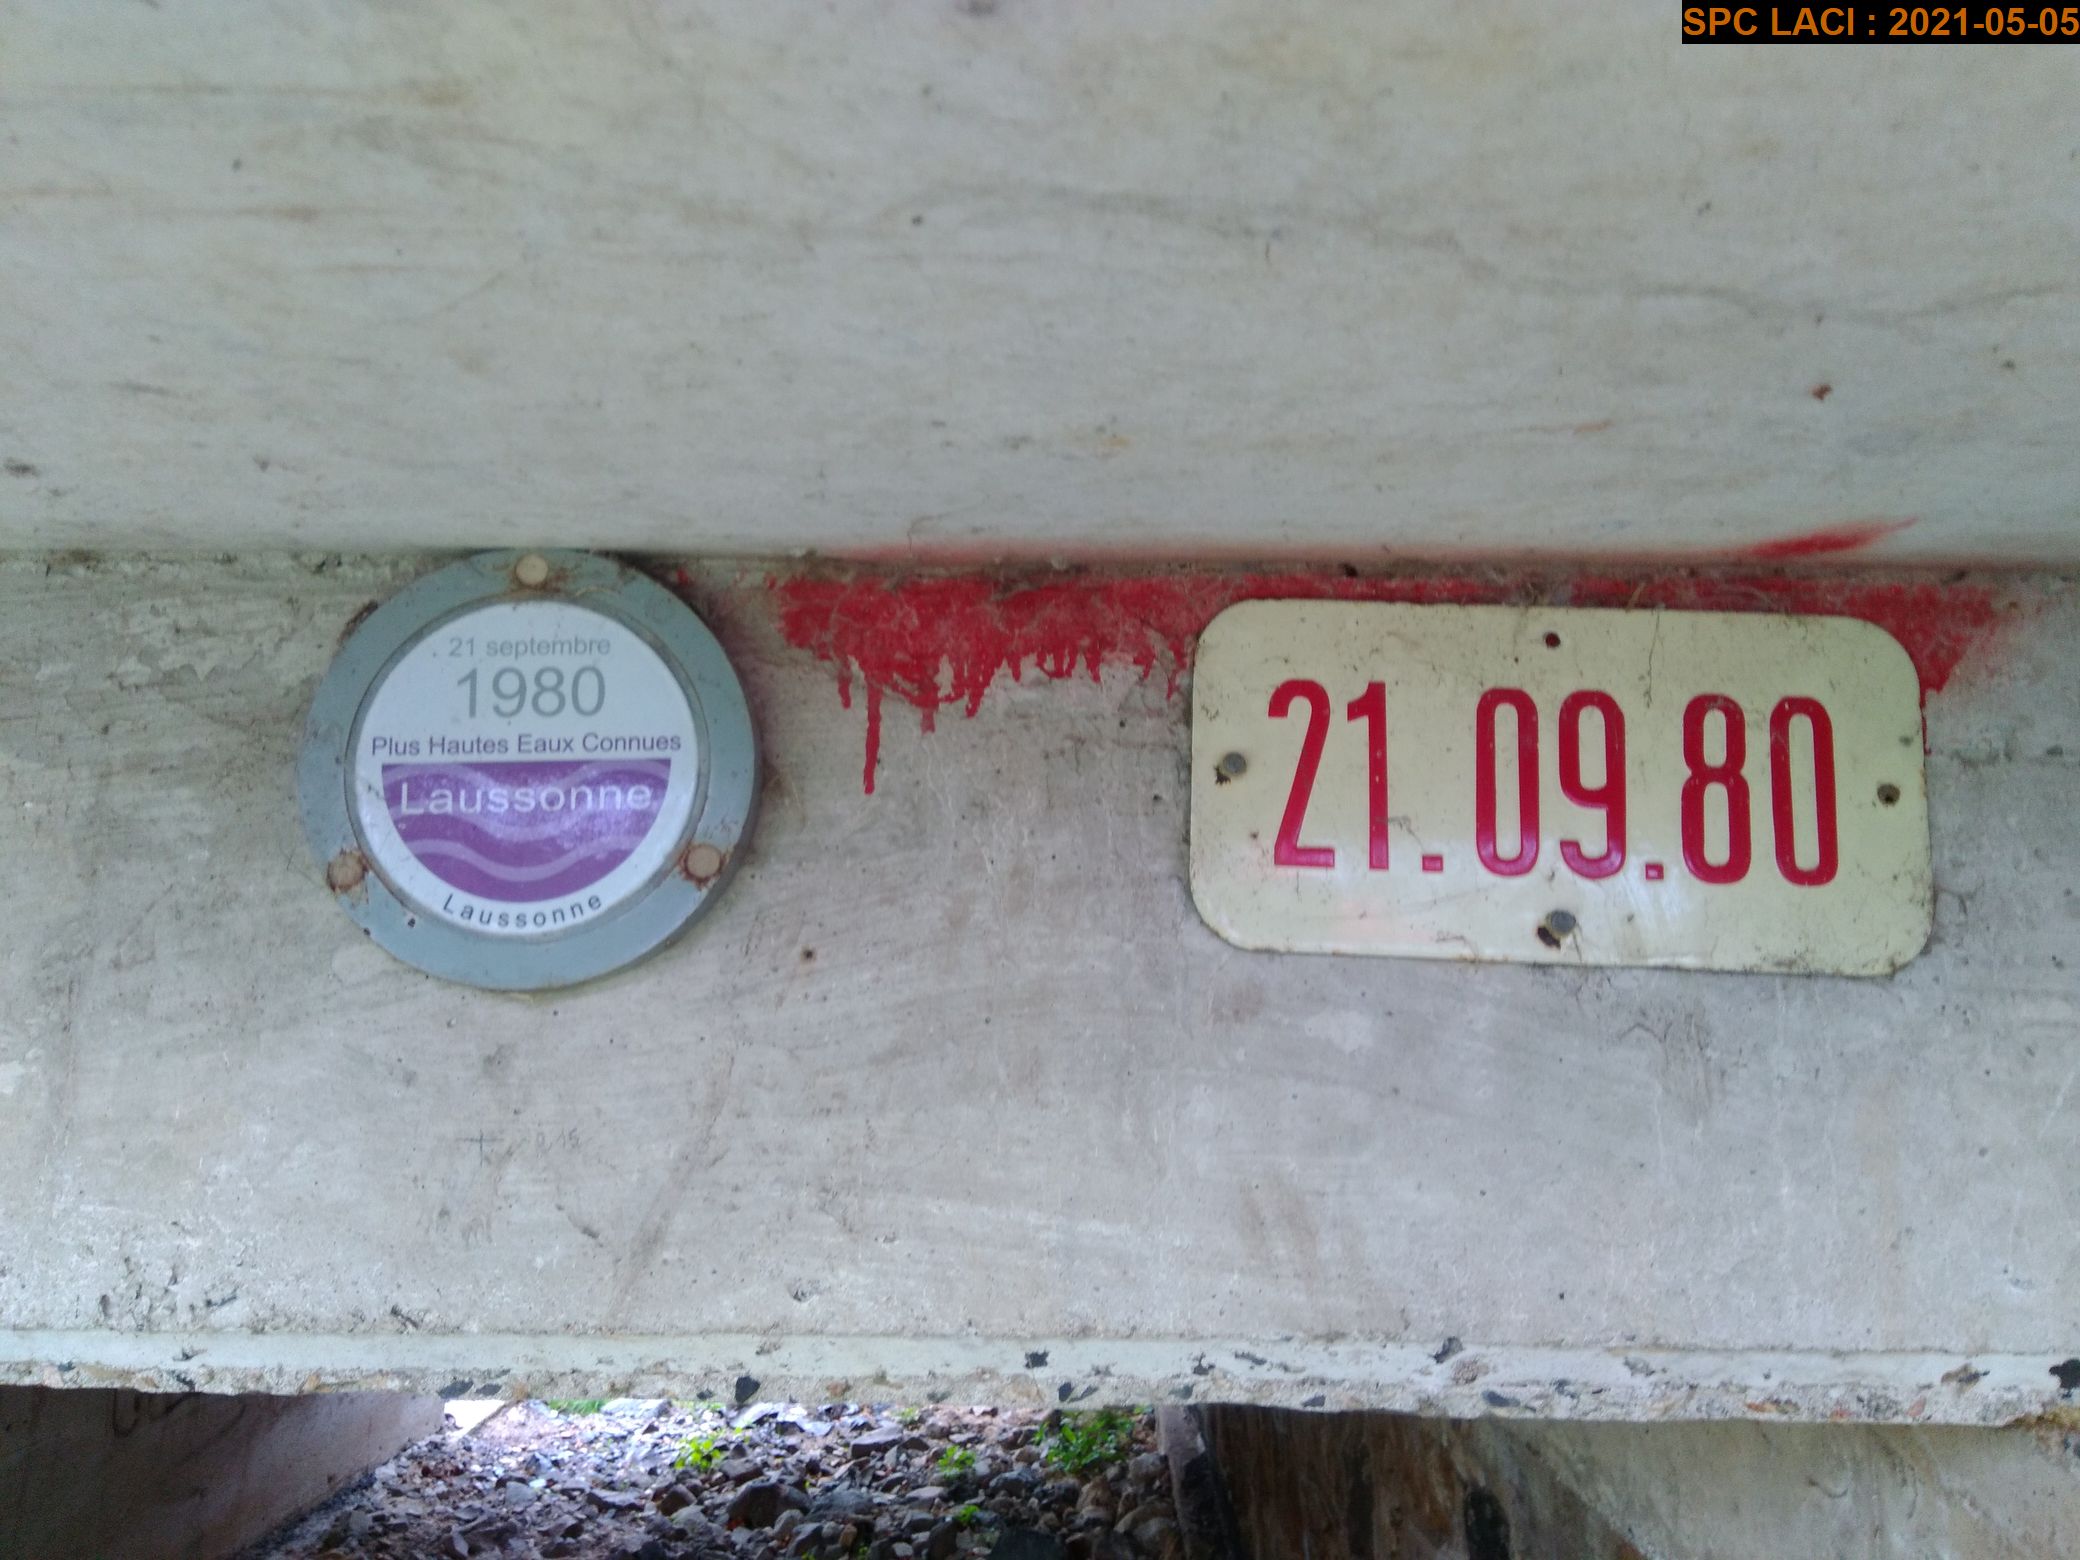 SPC LACI : 2021-05-05
21 septembre
1980
Plus Hautes Eaux Connues
Laussonne
Laussonne
21.09.80